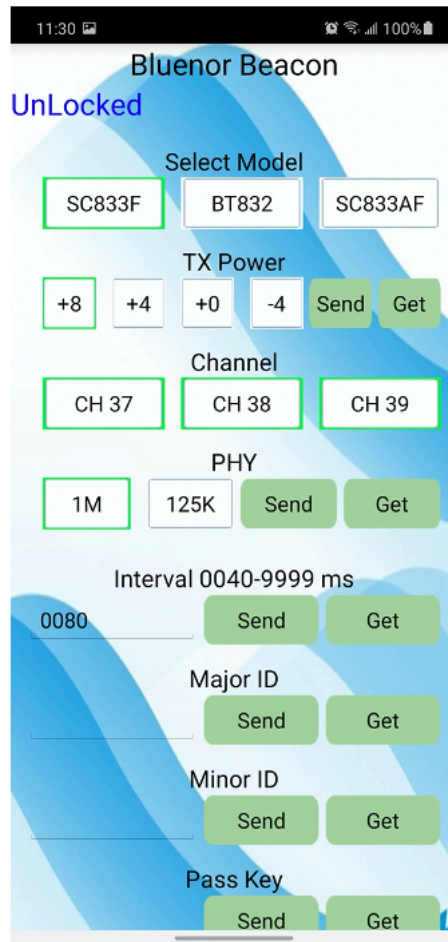 11:30 100%
Bluenor Beacon
UnLocked
Select Model
SC833F BT832 SC833AF
TX Power
+8 +4 +0 -4 Send Get
Channel
CH 37 CH 38 CH 39
PHY
1M 125K Send Get
Interval 0040-9999 ms
0080 Send Get
Major ID
Send Get
Minor ID
Send Get
Pass Key
Send Get